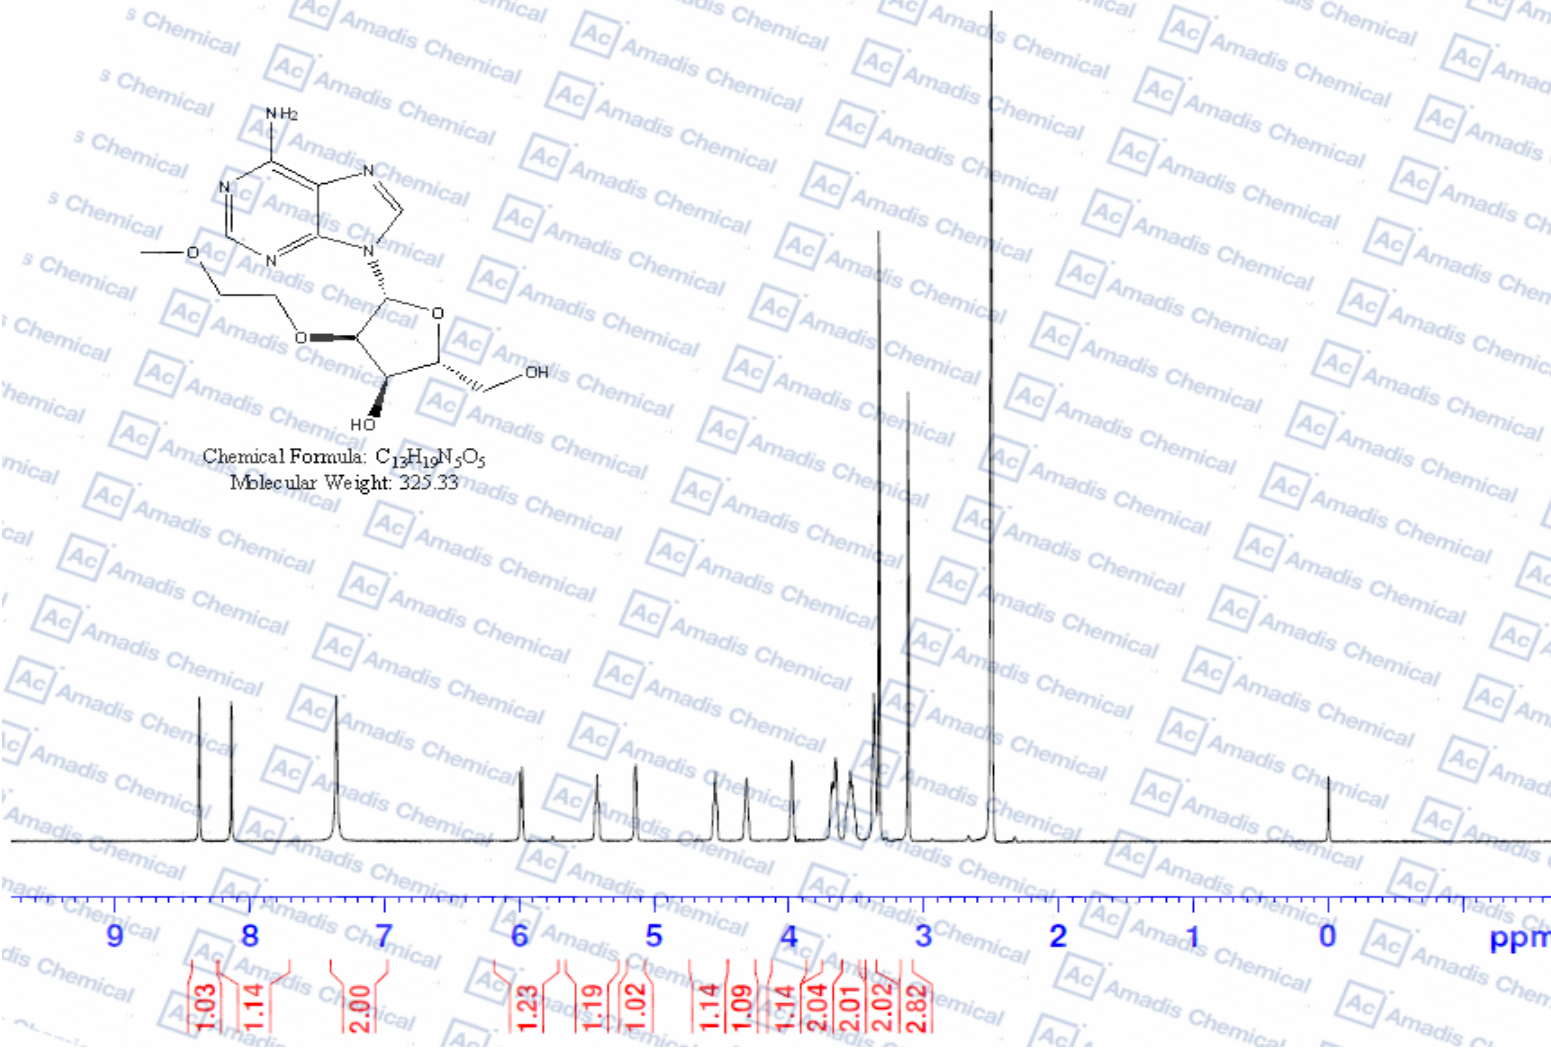 NH₂
N
N
N
N
O
O
O
OH
HO
Chemical Formula: C₁₃H₁₉N₅O₅
Molecular Weight: 325.33
9 8 7 6 5 4 3 2 1 0 ppm
1.03 1.14 2.00 1.23 1.19 1.02 1.14 1.09 1.14 2.04 2.01 2.02 2.82
Ac Amadis Chemical